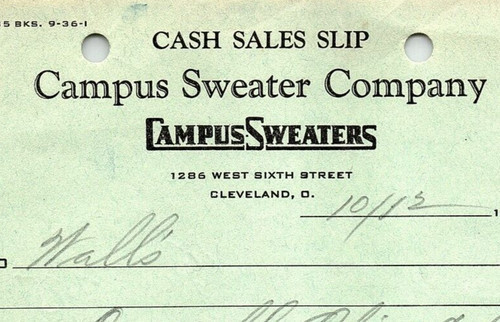 5 BKS. 9-36-1
CASH SALES SLIP
Campus Sweater Company
CAMPUS SWEATERS
1286 WEST SIXTH STREET
CLEVELAND, O.
10/12
Wall's